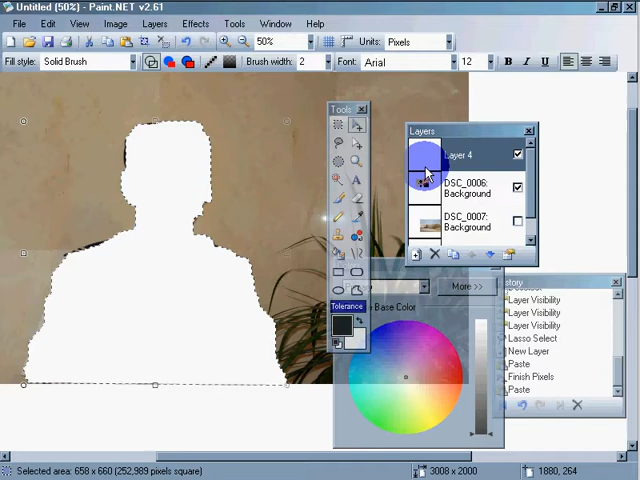 Untitled (50%) - Paint.NET v2.61
File Edit View Image Layers Effects Tools Window Help
50% Units: Pixels
Fill style: Solid Brush Brush width: 2 Font: Arial 12 B I U
Tools
Layers
Layer 4
DSC_0006:
Background
DSC_0007:
Background
More >>
Base Color
Tolerance
A
story
Layer Visibility
Layer Visibility
Layer Visibility
Lasso Select
New Layer
Paste
Finish Pixels
Paste
Selected area: 658 x 660 (252,989 pixels square) 3008 x 2000 1880, 264